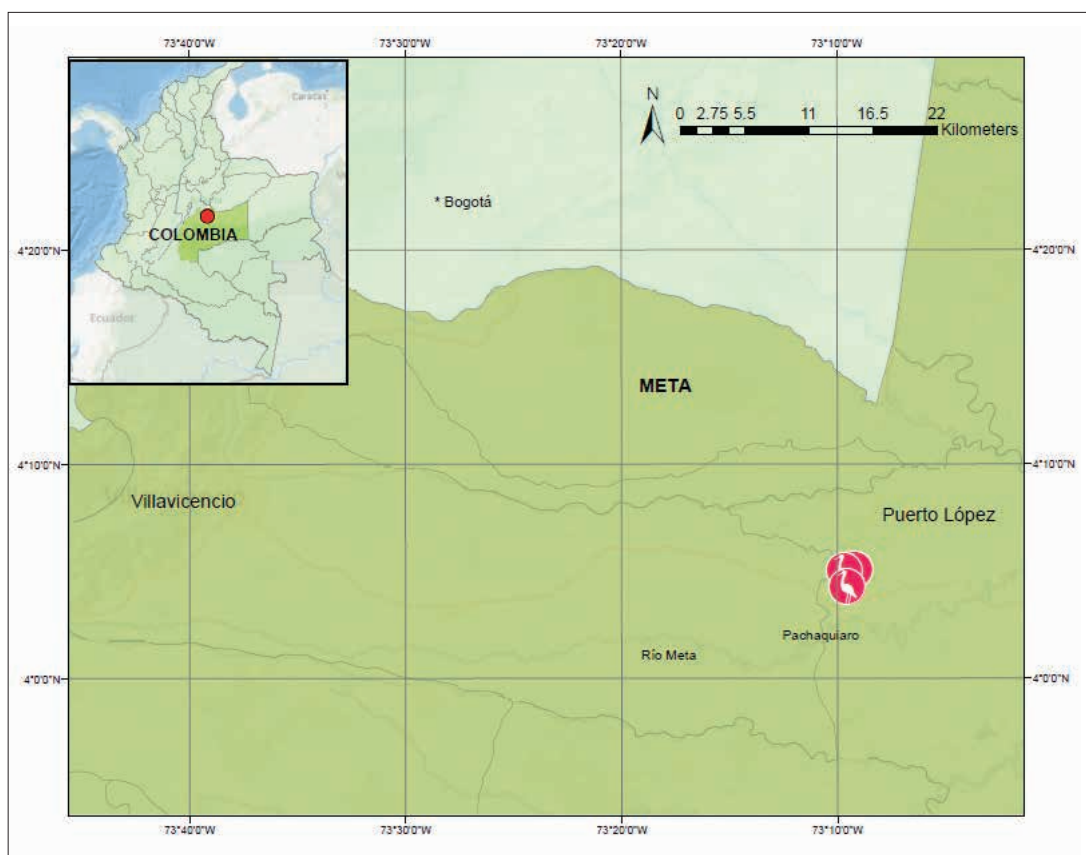 73°40'0"W 73°30'0"W 73°20'0"W 73°10'0"W
Caracas
COLOMBIA
Ecuador
N
0 2.75 5.5 11 16.5 22
Kilometers
* Bogotá
4°20'0"N 4°20'0"N
META
4°10'0"N 4°10'0"N
Villavicencio
Puerto López
Pachaquiaro
Río Meta
4°0'0"N 4°0'0"N
73°40'0"W 73°30'0"W 73°20'0"W 73°10'0"W